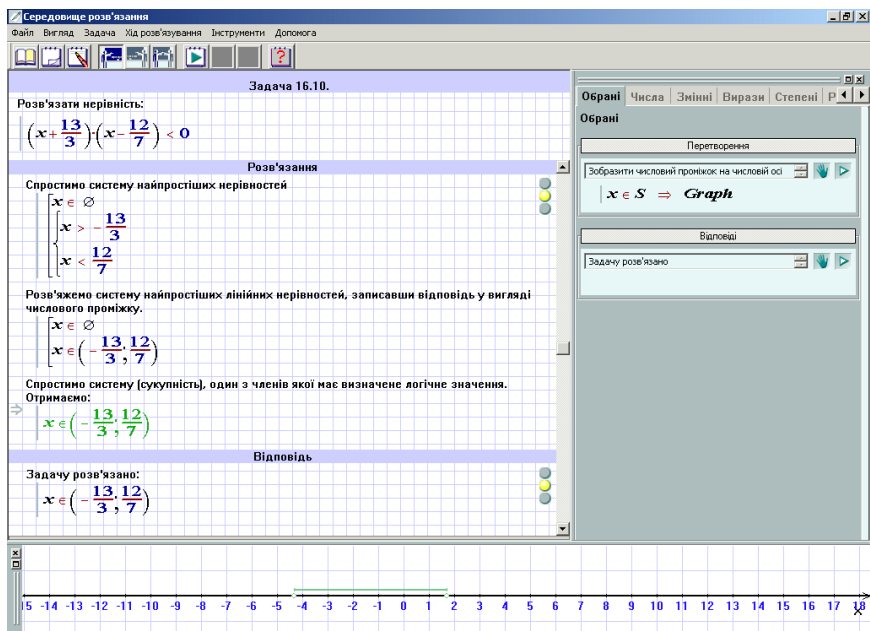 Середовище розв'язання
Файл Вигляд Задача Хід розв'язування Інструменти Допомога
Задача 16.10.
Розв'язати нерівність:
(x+13/3)·(x-12/7) < 0
Розв'язання
Спростимо систему найпростіших нерівностей
x ∈ ∅
x > -13/3
x < 12/7
Розв'яжемо систему найпростіших лінійних нерівностей, записавши відповідь у вигляді
числового проміжку.
x ∈ ∅
x ∈ (-13/3; 12/7)
Спростимо систему (сукупність), один з членів якої має визначене логічне значення.
Отримаємо:
x ∈ (-13/3; 12/7)
Відповідь
Задачу розв'язано:
x ∈ (-13/3; 12/7)
Обрані Числа Змінні Вирази Степені Р
Обрані
Перетворення
Зобразити числовий проміжок на числовій осі
x ∈ S ⇒ Graph
Відповіді
Задачу розв'язано
15 -14 -13 -12 -11 -10 -9 -8 -7 -6 -5 -4 -3 -2 -1 0 1 2 3 4 5 6 7 8 9 10 11 12 13 14 15 16 17 18
x